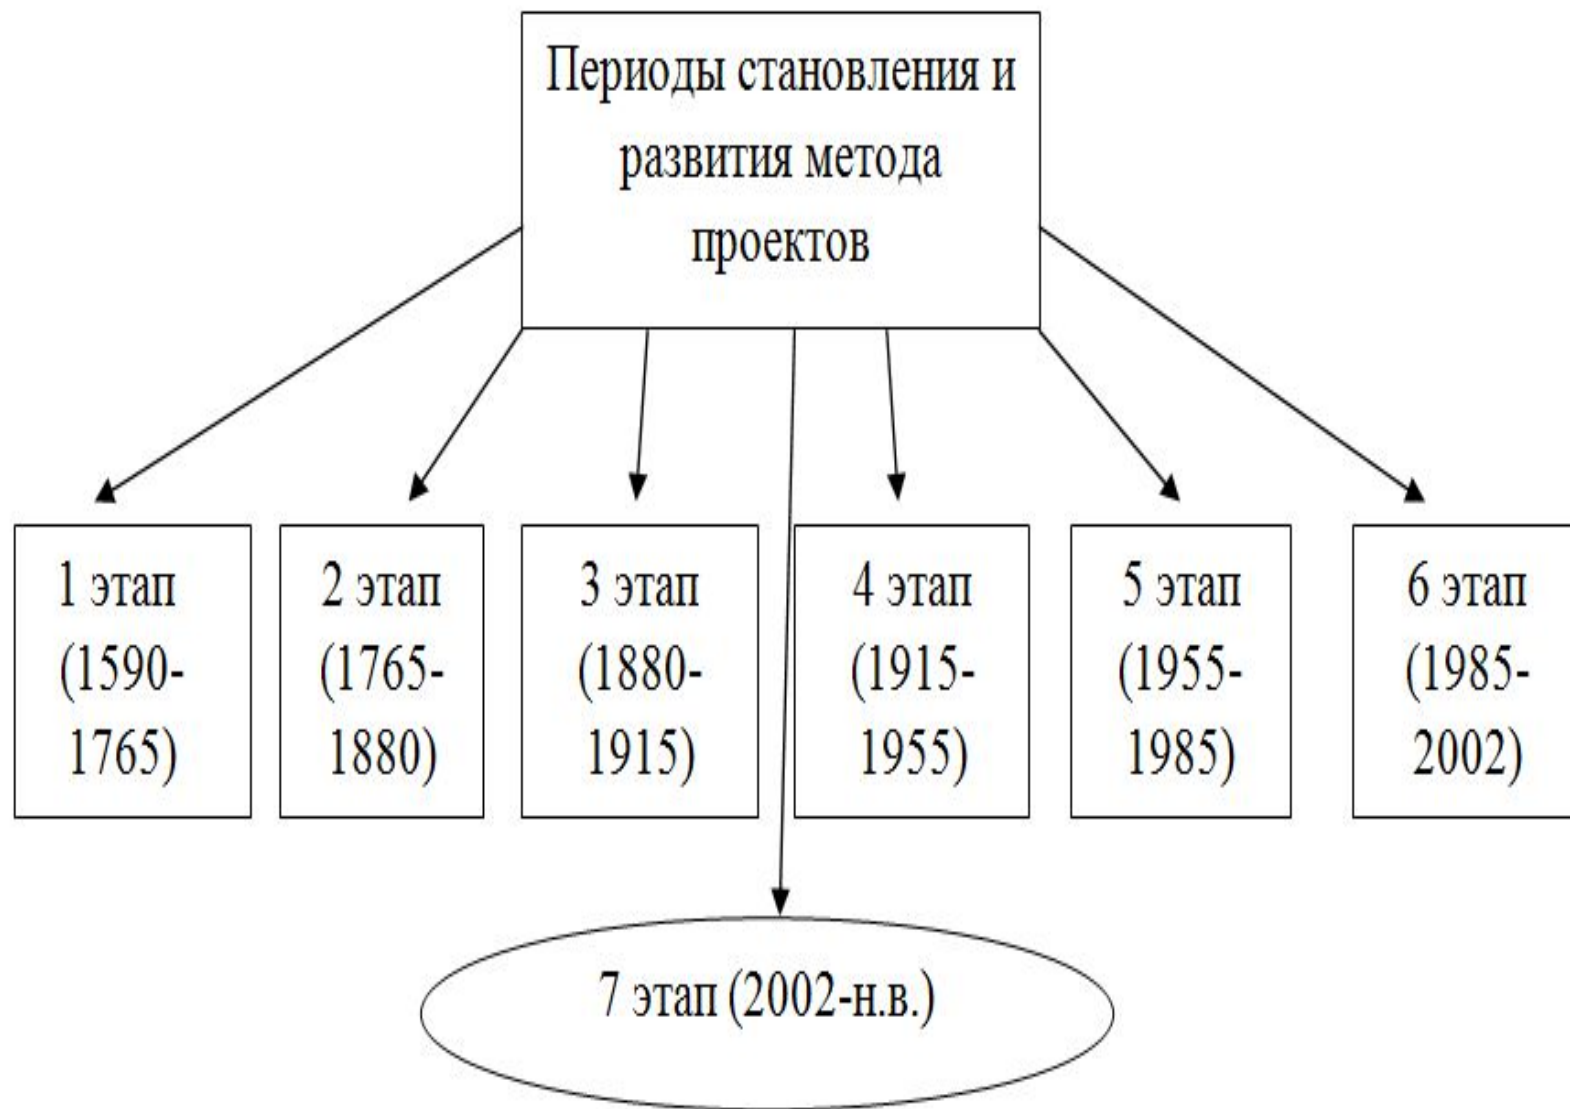 Периоды становления и
развития метода
проектов
1 этап
(1590-
1765)
2 этап
(1765-
1880)
3 этап
(1880-
1915)
4 этап
(1915-
1955)
5 этап
(1955-
1985)
6 этап
(1985-
2002)
7 этап (2002-н.в.)